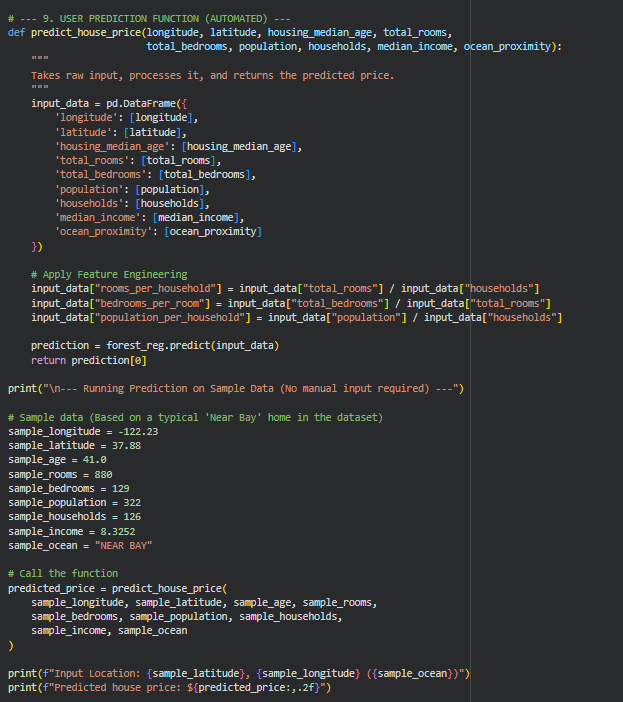 # --- 9. USER PREDICTION FUNCTION (AUTOMATED) ---
def predict_house_price(longitude, latitude, housing_median_age, total_rooms,
                        total_bedrooms, population, households, median_income, ocean_proximity):
    """
    Takes raw input, processes it, and returns the predicted price.
    """
    input_data = pd.DataFrame({
        'longitude': [longitude],
        'latitude': [latitude],
        'housing_median_age': [housing_median_age],
        'total_rooms': [total_rooms],
        'total_bedrooms': [total_bedrooms],
        'population': [population],
        'households': [households],
        'median_income': [median_income],
        'ocean_proximity': [ocean_proximity]
    })
    # Apply Feature Engineering
    input_data["rooms_per_household"] = input_data["total_rooms"] / input_data["households"]
    input_data["bedrooms_per_room"] = input_data["total_bedrooms"] / input_data["total_rooms"]
    input_data["population_per_household"] = input_data["population"] / input_data["households"]
    prediction = forest_reg.predict(input_data)
    return prediction[0]
print("\n--- Running Prediction on Sample Data (No manual input required) ---")
# Sample data (Based on a typical 'Near Bay' home in the dataset)
sample_longitude = -122.23
sample_latitude = 37.88
sample_age = 41.0
sample_rooms = 880
sample_bedrooms = 129
sample_population = 322
sample_households = 126
sample_income = 8.3252
sample_ocean = "NEAR BAY"
# Call the function
predicted_price = predict_house_price(
    sample_longitude, sample_latitude, sample_age, sample_rooms,
    sample_bedrooms, sample_population, sample_households,
    sample_income, sample_ocean
)
print(f"Input Location: {sample_latitude}, {sample_longitude} ({sample_ocean})")
print(f"Predicted house price: ${predicted_price:,.2f}")